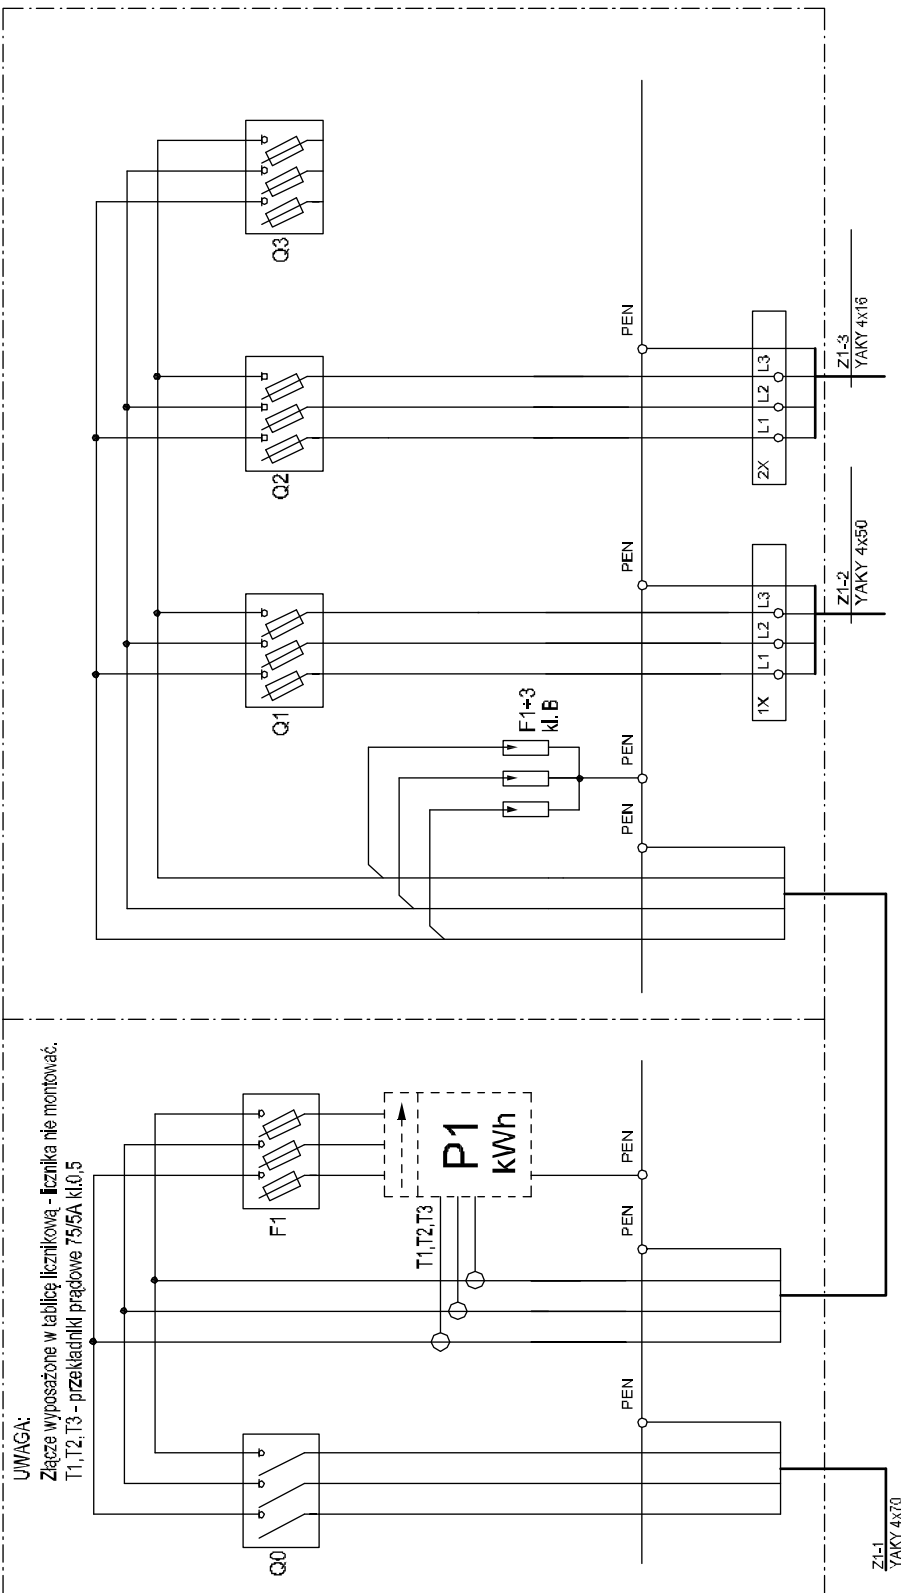 UWAGA:
Złącze wyposażone w tablicę licznikową - licznika nie montować.
T1,T2,T3 - przekładniki prądowe 75/5A kl.0,5
Q0
F1
Q1
Q2
Q3
T1,T2,T3
P1
kWh
F1÷3
kl. B
PEN
PEN
PEN
PEN
PEN
PEN
PEN
1X L1 L2 L3
2X L1 L2 L3
Z1-1
YAKY 4x70
Z1-2
YAKY 4x50
Z1-3
YAKY 4x16